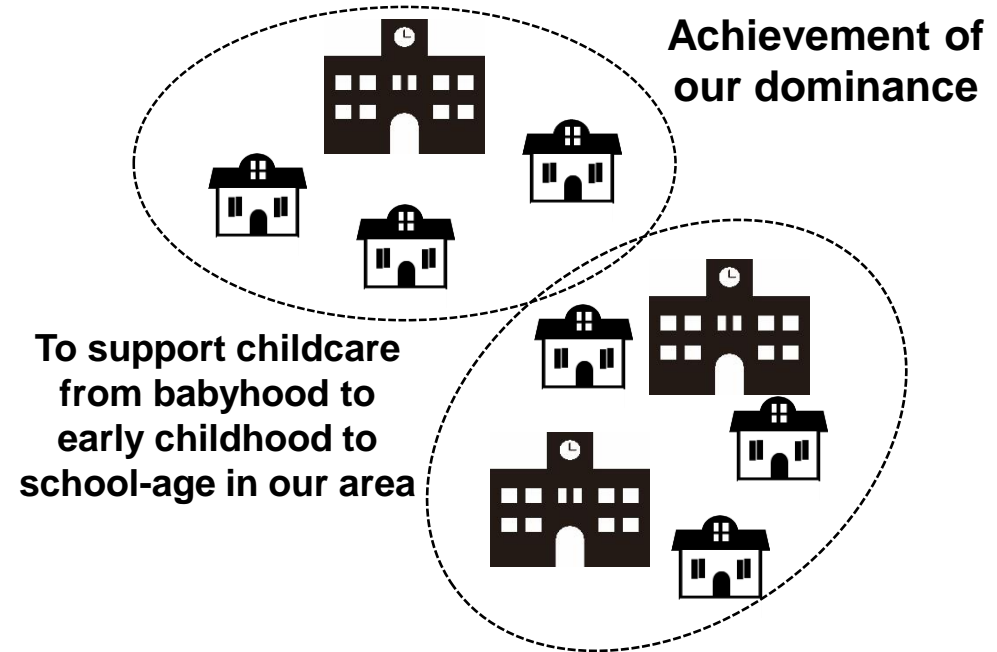 Achievement of
our dominance
To support childcare
from babyhood to
early childhood to
school-age in our area